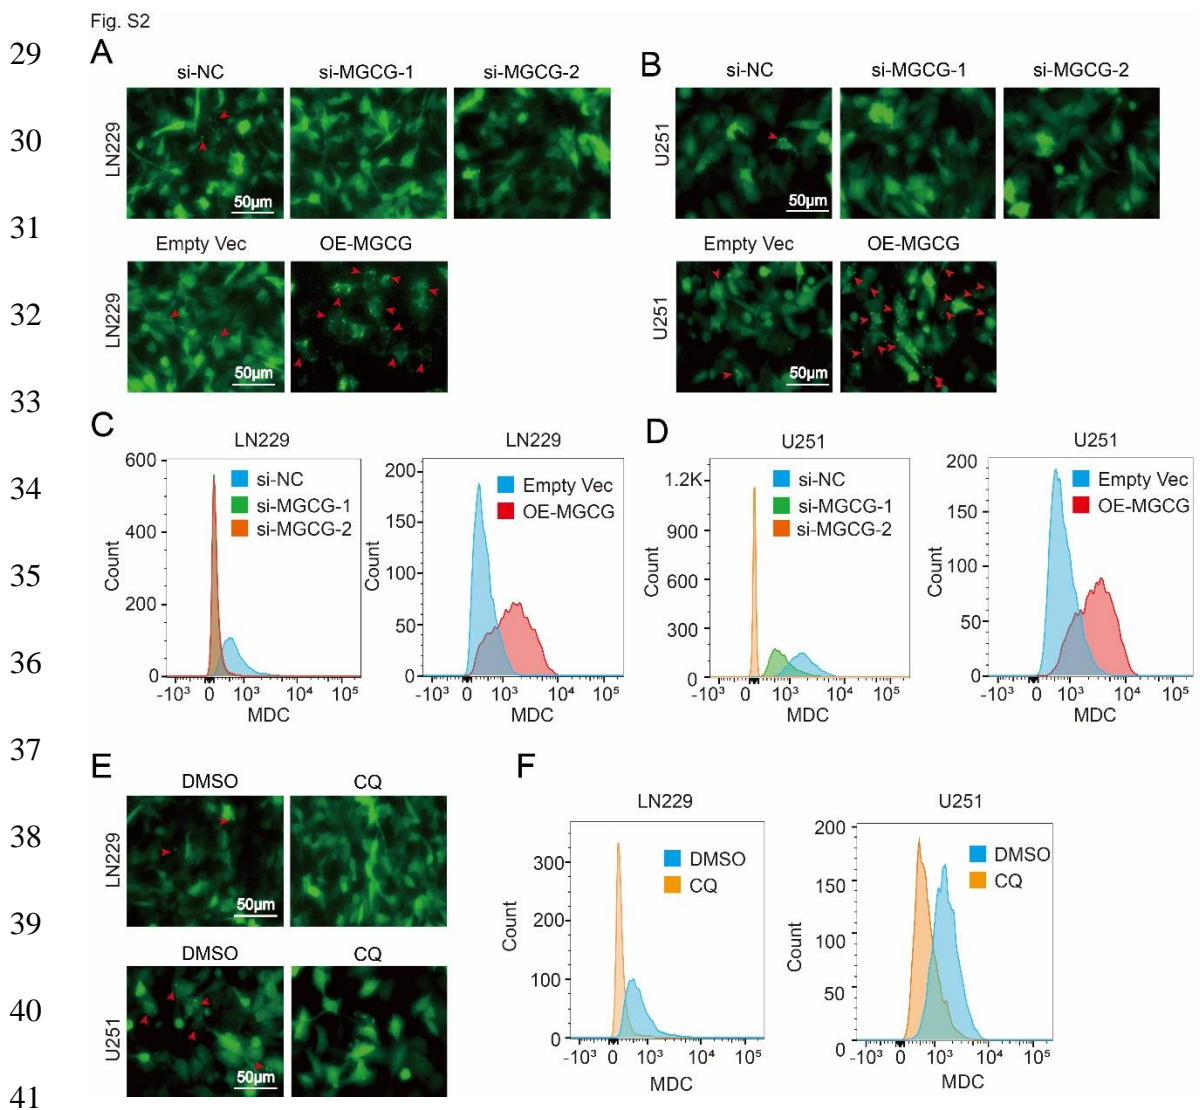 Fig. S2
29
A
B
si-NC si-MGCG-1 si-MGCG-2
si-NC si-MGCG-1 si-MGCG-2
30
LN229
50μm
U251
50μm
31
Empty Vec OE-MGCG
Empty Vec OE-MGCG
32
LN229
50μm
U251
50μm
33
C
D
34
35
36
LN229
600
400
200
0
Count
si-NC
si-MGCG-1
si-MGCG-2
-10³ 0 10³ 10⁴ 10⁵
MDC
LN229
200
150
100
50
0
Count
Empty Vec
OE-MGCG
-10³ 0 10³ 10⁴ 10⁵
MDC
U251
1.2K
900
600
300
0
Count
si-NC
si-MGCG-1
si-MGCG-2
-10³ 0 10³ 10⁴ 10⁵
MDC
U251
200
150
100
50
0
Count
Empty Vec
OE-MGCG
-10³ 0 10³ 10⁴ 10⁵
MDC
37
E
F
DMSO CQ
38
LN229
50μm
39
DMSO CQ
40
U251
50μm
41
LN229
300
200
100
0
Count
DMSO
CQ
-10³ 0 10³ 10⁴ 10⁵
MDC
U251
200
150
100
50
0
Count
DMSO
CQ
-10³ 0 10³ 10⁴ 10⁵
MDC